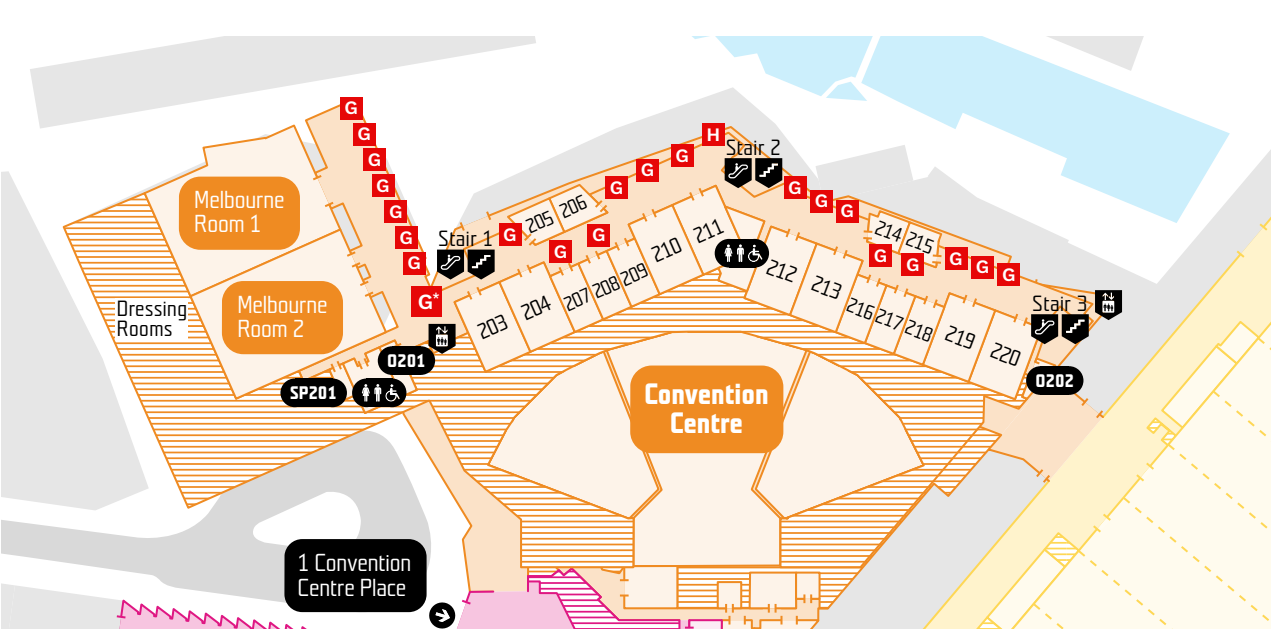 G
G
G
G
G
G
G
G*
G
G
G
G
G
G
H
G
G
G
G
G
G
G
G
Stair 1
Stair 2
Stair 3
Melbourne
Room 1
Melbourne
Room 2
Dressing
Rooms
205
206
214
215
203
204
207
208
209
210
211
212
213
216
217
218
219
220
O201
SP201
O202
Convention
Centre
1 Convention
Centre Place